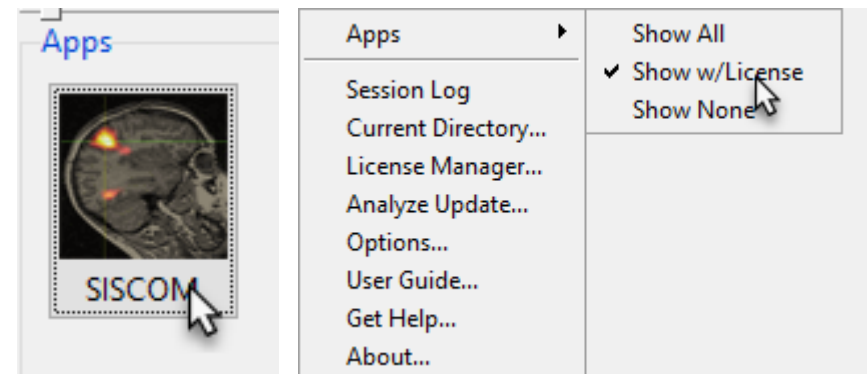 Apps
SISCOM
Apps
Session Log
Current Directory...
License Manager...
Analyze Update...
Options...
User Guide...
Get Help...
About...
Show All
Show w/License
Show None